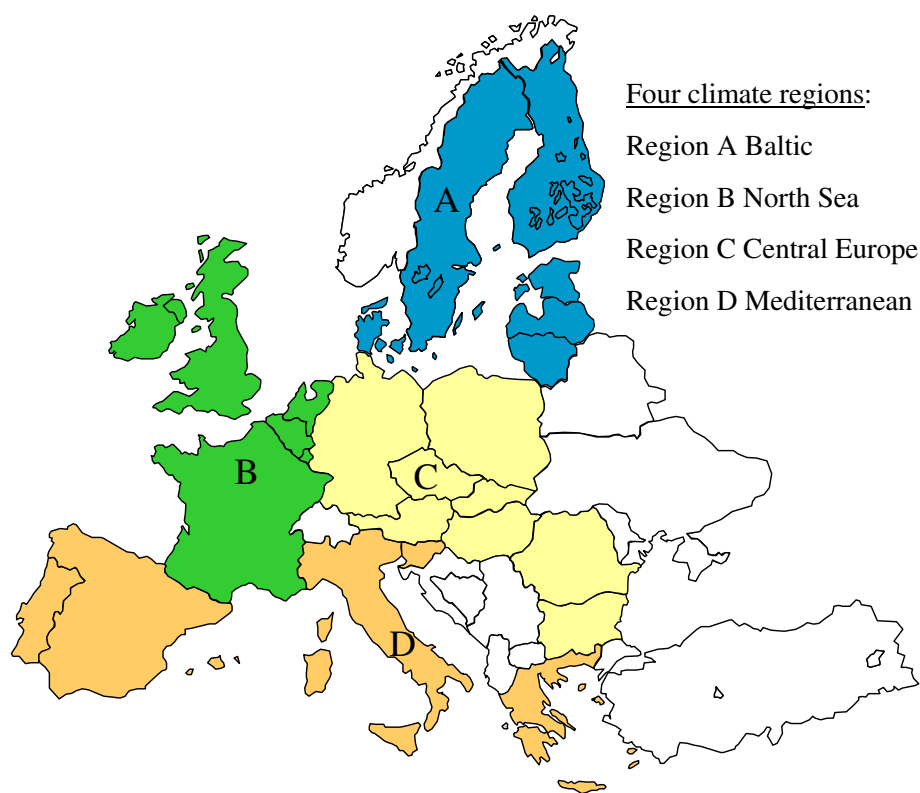 Four climate regions:
Region A Baltic
Region B North Sea
Region C Central Europe
Region D Mediterranean
A
B
C
D